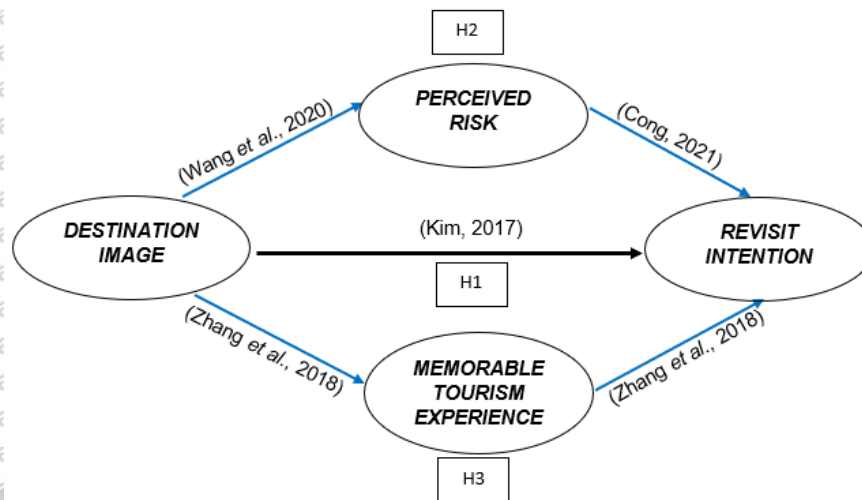 H2
PERCEIVED
RISK
(Wang et al., 2020)
(Cong, 2021)
DESTINATION
IMAGE
(Kim, 2017)
REVISIT
INTENTION
H1
(Zhang et al., 2018)
(Zhang et al., 2018)
MEMORABLE
TOURISM
EXPERIENCE
H3